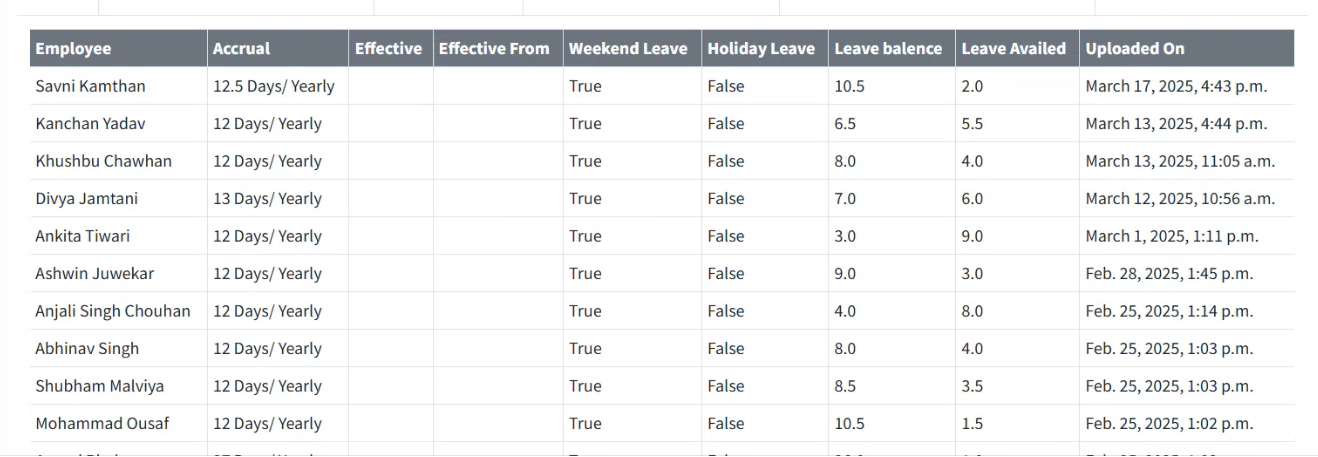 Employee Accrual Effective Effective From Weekend Leave Holiday Leave Leave balence Leave Availed Uploaded On
Savni Kamthan 12.5 Days/ Yearly True False 10.5 2.0 March 17, 2025, 4:43 p.m.
Kanchan Yadav 12 Days/ Yearly True False 6.5 5.5 March 13, 2025, 4:44 p.m.
Khushbu Chawhan 12 Days/ Yearly True False 8.0 4.0 March 13, 2025, 11:05 a.m.
Divya Jamtani 13 Days/ Yearly True False 7.0 6.0 March 12, 2025, 10:56 a.m.
Ankita Tiwari 12 Days/ Yearly True False 3.0 9.0 March 1, 2025, 1:11 p.m.
Ashwin Juwekar 12 Days/ Yearly True False 9.0 3.0 Feb. 28, 2025, 1:45 p.m.
Anjali Singh Chouhan 12 Days/ Yearly True False 4.0 8.0 Feb. 25, 2025, 1:14 p.m.
Abhinav Singh 12 Days/ Yearly True False 8.0 4.0 Feb. 25, 2025, 1:03 p.m.
Shubham Malviya 12 Days/ Yearly True False 8.5 3.5 Feb. 25, 2025, 1:03 p.m.
Mohammad Ousaf 12 Days/ Yearly True False 10.5 1.5 Feb. 25, 2025, 1:02 p.m.